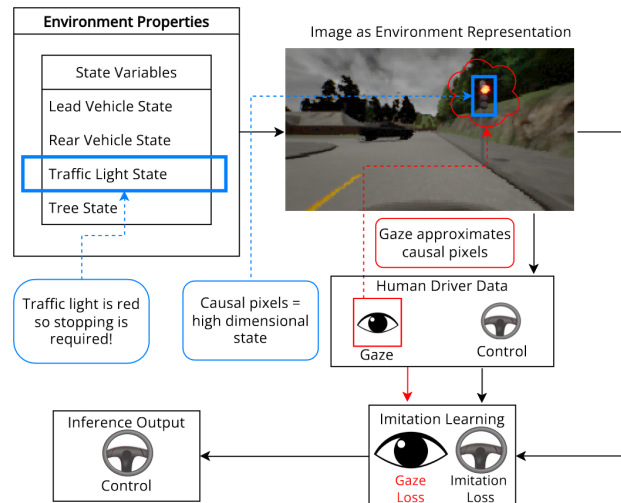 Environment Properties
State Variables
Lead Vehicle State
Rear Vehicle State
Traffic Light State
Tree State
Traffic light is red
so stopping is
required!
Image as Environment Representation
Causal pixels =
high dimensional
state
Gaze approximates
causal pixels
Human Driver Data
Gaze
Control
Imitation Learning
Gaze
Loss
Imitation
Loss
Inference Output
Control